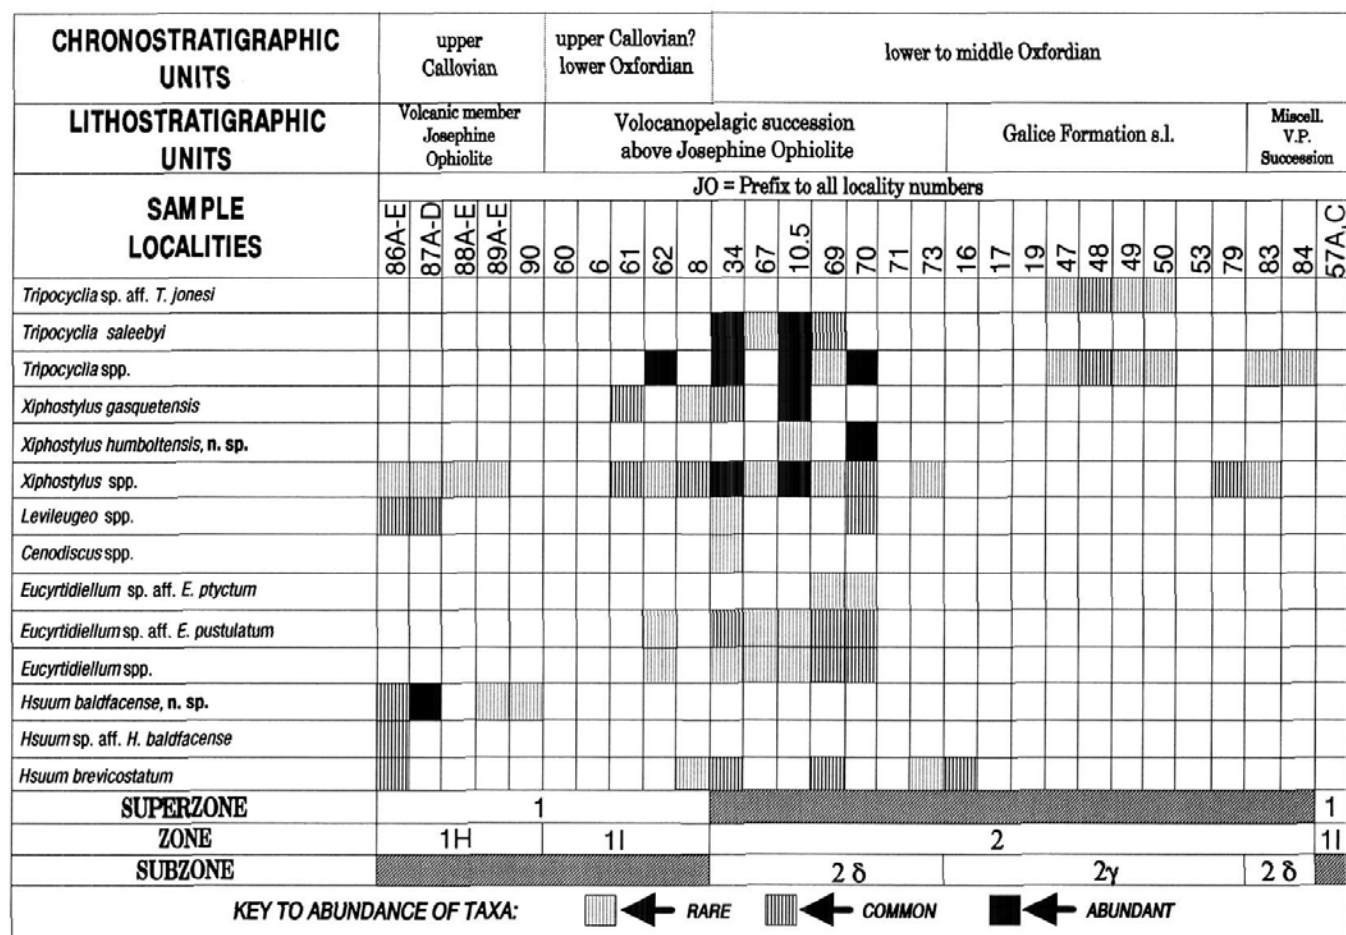 CHRONOSTRATIGRAPHIC
UNITS
upper
Callovian
upper Callovian?
lower Oxfordian
lower to middle Oxfordian
LITHOSTRATIGRAPHIC
UNITS
Volcanic member
Josephine
Ophiolite
Volocanopelagic succession
above Josephine Ophiolite
Galice Formation s.l.
Miscell.
V.P.
Succession
SAMPLE
LOCALITIES
JO = Prefix to all locality numbers
86A-E 87A-D 88A-E 89A-E 90 60 6 61 62 8 34 67 10.5 69 70 71 73 16 17 19 47 48 49 50 53 79 83 84 57A,C
Tripocyclia sp. aff. T. jonesi
Tripocyclia saleebyi
Tripocyclia spp.
Xiphostylus gasquetensis
Xiphostylus humboltensis, n. sp.
Xiphostylus spp.
Levileugeo spp.
Cenodiscus spp.
Eucyrtidiellum sp. aff. E. ptyctum
Eucyrtidiellum sp. aff. E. pustulatum
Eucyrtidiellum spp.
Hsuum baldfacense, n. sp.
Hsuum sp. aff. H. baldfacense
Hsuum brevicostatum
SUPERZONE 1 1
ZONE 1H 1I 2 1I
SUBZONE 2 δ 2γ 2 δ
KEY TO ABUNDANCE OF TAXA: RARE COMMON ABUNDANT